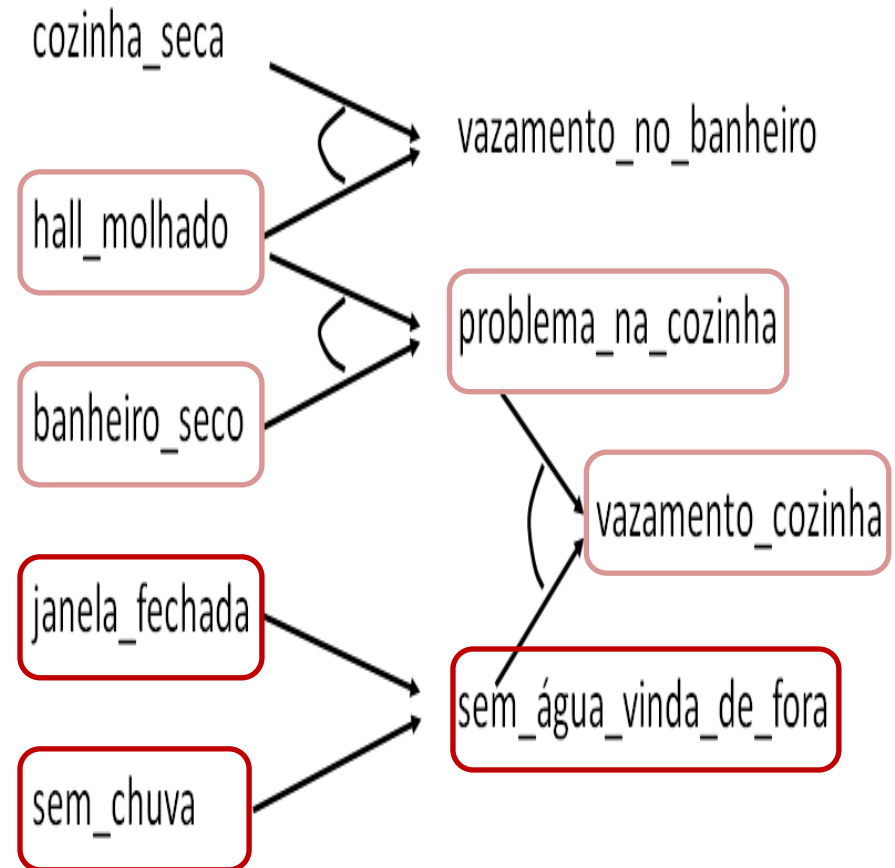 cozinha_seca
vazamento_no_banheiro
hall_molhado
problema_na_cozinha
banheiro_seco
vazamento_cozinha
janela_fechada
sem_água_vinda_de_fora
sem_chuva